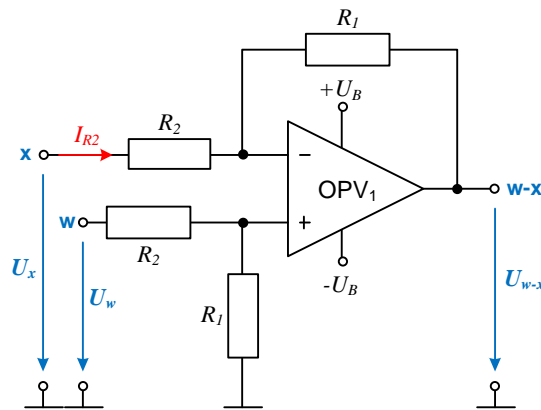 R1
+UB
R2
IR2
x
−
OPV1
w-x
w
+
R2
-UB
Ux
Uw
R1
Uw-x